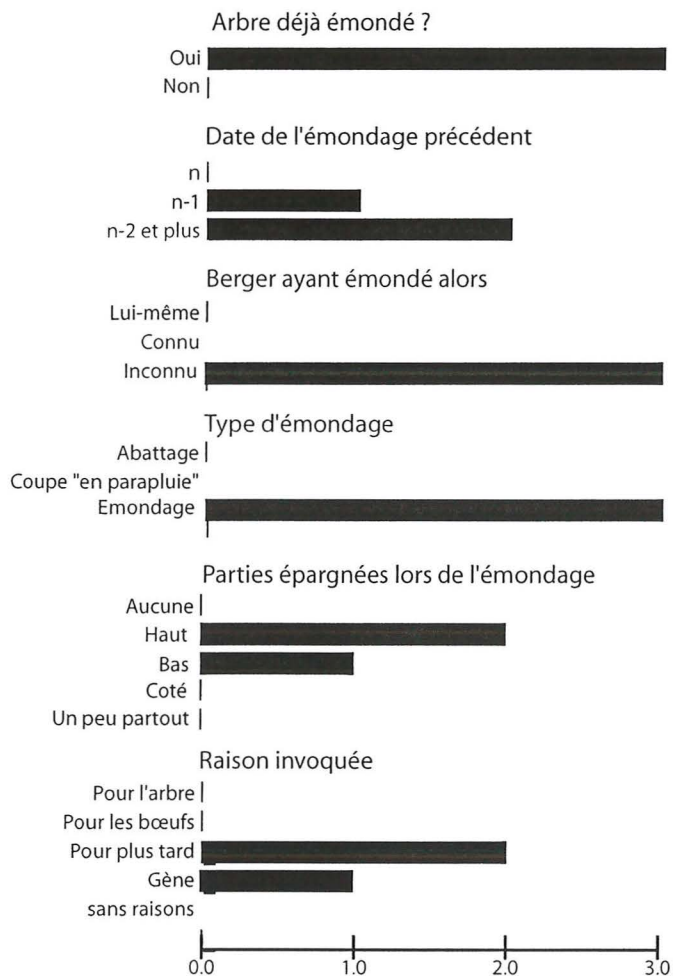 Arbre déjà émondé ?
Oui
Non
Date de l'émondage précédent
n
n-1
n-2 et plus
Berger ayant émondé alors
Lui-même
Connu
Inconnu
Type d'émondage
Abattage
Coupe "en parapluie"
Emondage
Parties épargnées lors de l'émondage
Aucune
Haut
Bas
Coté
Un peu partout
Raison invoquée
Pour l'arbre
Pour les bœufs
Pour plus tard
Gène
sans raisons
0.0 1.0 2.0 3.0